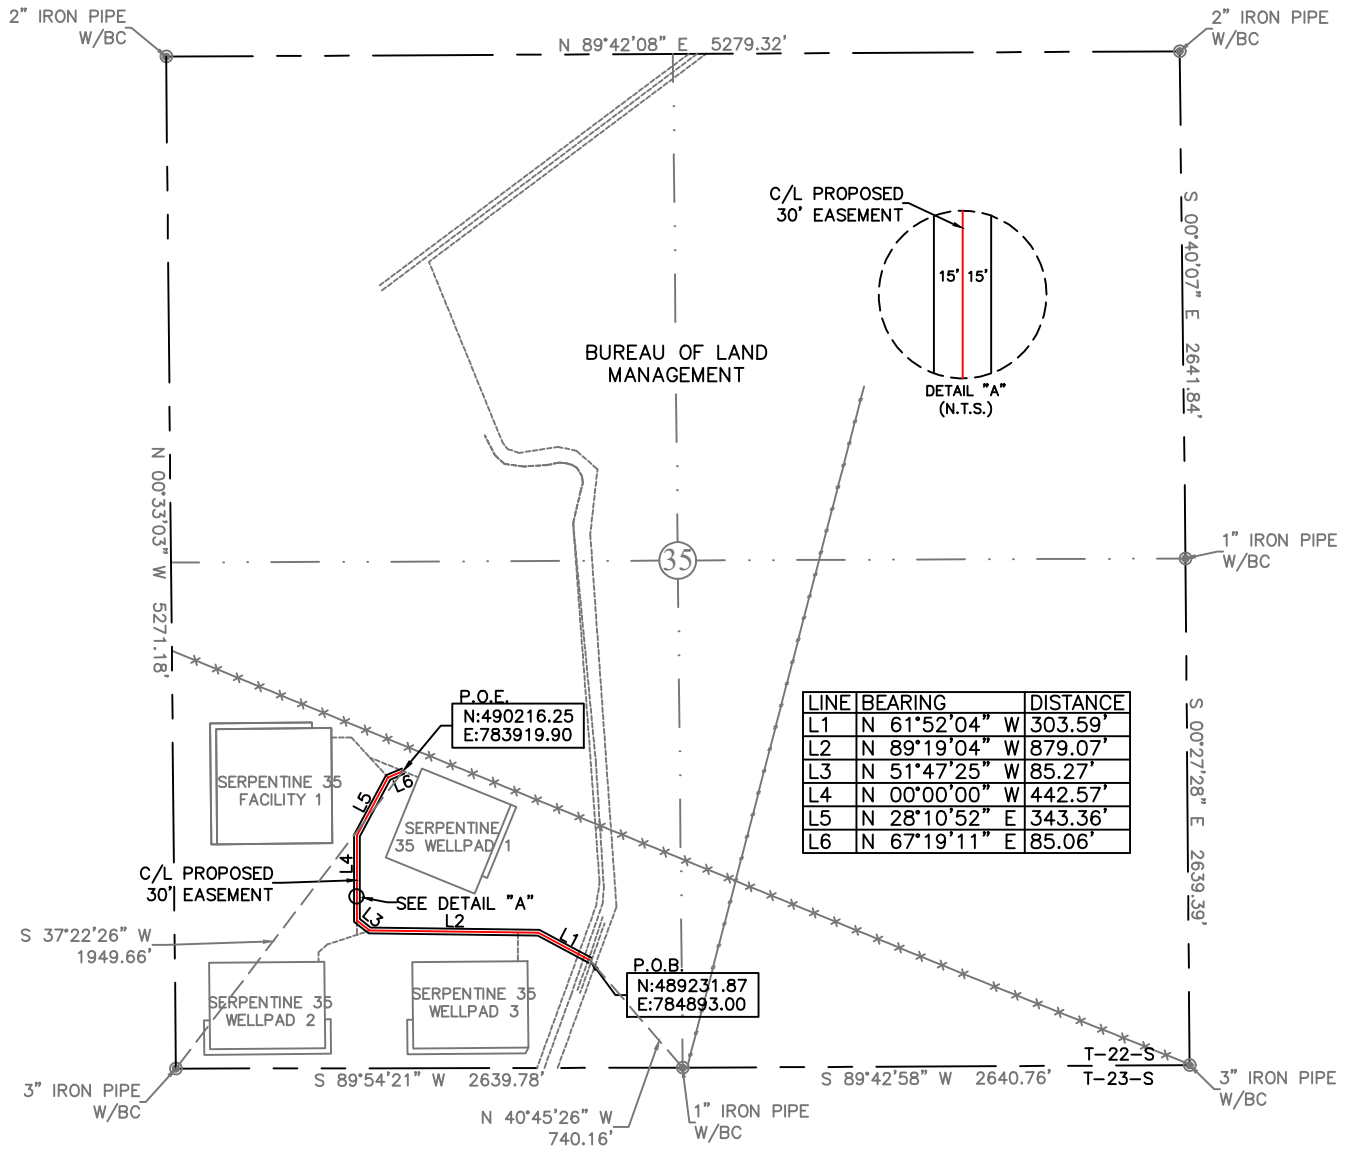 2" IRON PIPE
W/BC
N 89°42'08" E 5279.32'
2" IRON PIPE
W/BC
C/L PROPOSED
30' EASEMENT
15' 15'
DETAIL "A"
(N.T.S.)
BUREAU OF LAND
MANAGEMENT
S 00°40'07" E 2641.84'
N 00°33'03" W 5271.18'
35
1" IRON PIPE
W/BC
P.O.E.
N:490216.25
E:783919.90
LINE BEARING DISTANCE
L1 N 61°52'04" W 303.59'
L2 N 89°19'04" W 879.07'
L3 N 51°47'25" W 85.27'
L4 N 00°00'00" W 442.57'
L5 N 28°10'52" E 343.36'
L6 N 67°19'11" E 85.06'
S 00°27'28" E 2639.39'
SERPENTINE 35
FACILITY 1
L6
L5
SERPENTINE
35 WELLPAD 1
L4
C/L PROPOSED
30' EASEMENT
SEE DETAIL "A"
L3
L2
L1
S 37°22'26" W
1949.66'
P.O.B.
N:489231.87
E:784893.00
SERPENTINE 35
WELLPAD 2
SERPENTINE 35
WELLPAD 3
T-22-S
T-23-S
S 89°54'21" W 2639.78'
S 89°42'58" W 2640.76'
3" IRON PIPE
W/BC
N 40°45'26" W
740.16'
1" IRON PIPE
W/BC
3" IRON PIPE
W/BC